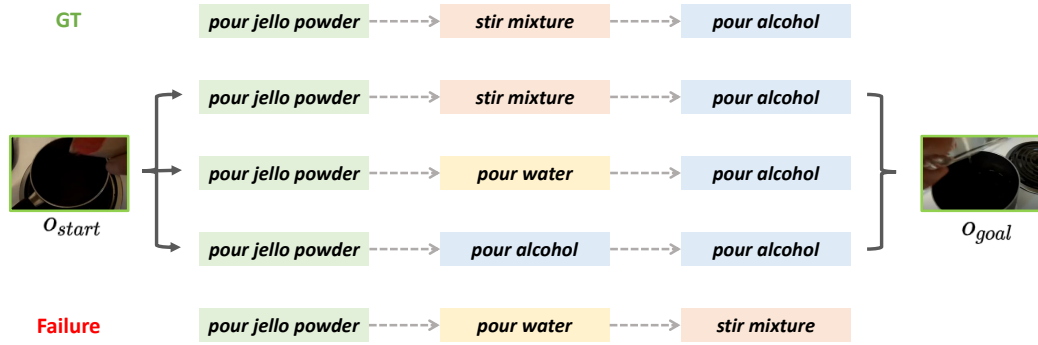 GT
pour jello powder stir mixture pour alcohol
pour jello powder stir mixture pour alcohol
pour jello powder pour water pour alcohol
o_start o_goal
pour jello powder pour alcohol pour alcohol
Failure
pour jello powder pour water stir mixture